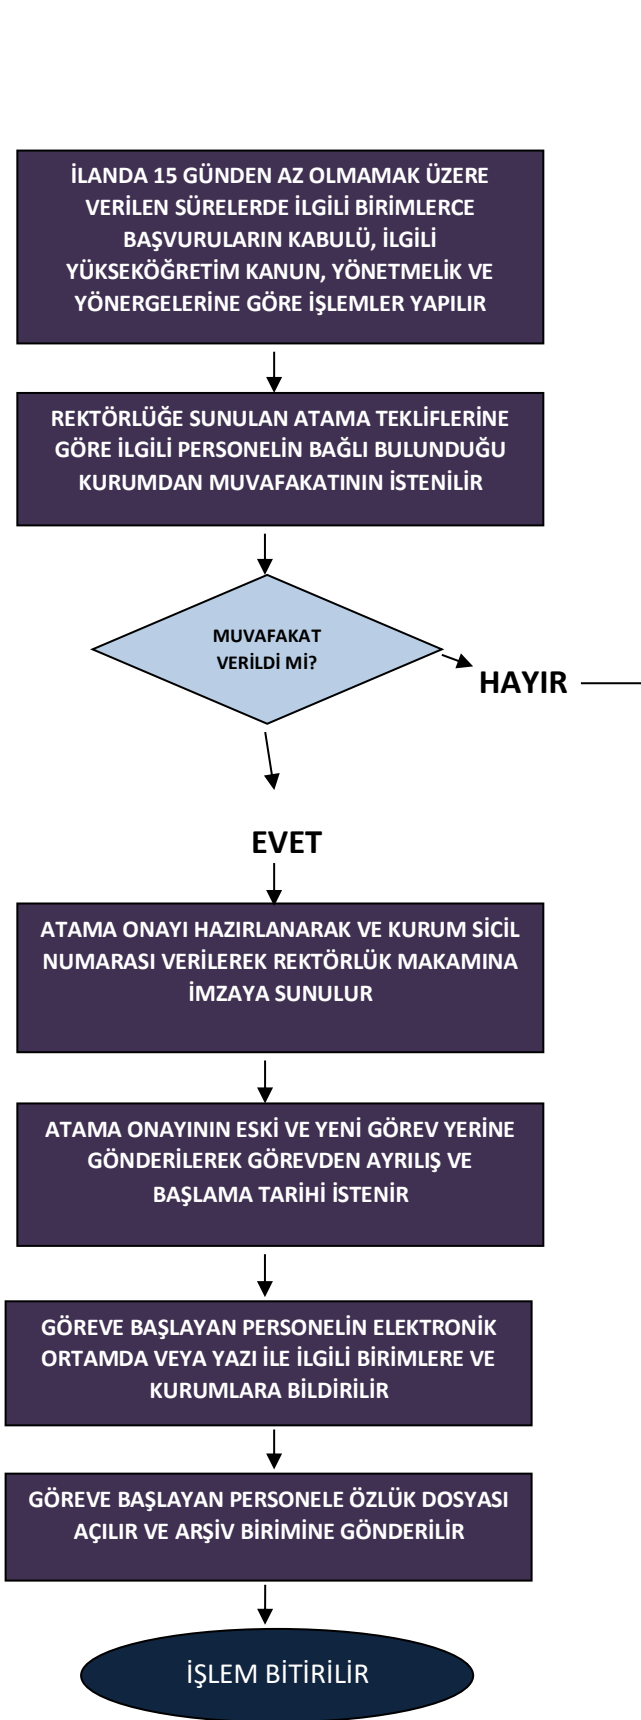 İLANDA 15 GÜNDEN AZ OLMAMAK ÜZERE
VERİLEN SÜRELERDE İLGİLİ BİRİMLERCE
BAŞVURULARIN KABULÜ, İLGİLİ
YÜKSEKÖĞRETİM KANUN, YÖNETMELİK VE
YÖNERGELERİNE GÖRE İŞLEMLER YAPILIR
REKTÖRLÜĞE SUNULAN ATAMA TEKLİFLERİNE
GÖRE İLGİLİ PERSONELİN BAĞLI BULUNDUĞU
KURUMDAN MUVAFAKATININ İSTENİLİR
MUVAFAKAT
VERİLDİ Mİ?
HAYIR
EVET
ATAMA ONAYI HAZIRLANARAK VE KURUM SİCİL
NUMARASI VERİLEREK REKTÖRLÜK MAKAMINA
İMZAYA SUNULUR
ATAMA ONAYININ ESKİ VE YENİ GÖREV YERİNE
GÖNDERİLEREK GÖREVDEN AYRILIŞ VE
BAŞLAMA TARİHİ İSTENİR
GÖREVE BAŞLAYAN PERSONELİN ELEKTRONİK
ORTAMDA VEYA YAZI İLE İLGİLİ BİRİMLERE VE
KURUMLARA BİLDİRİLİR
GÖREVE BAŞLAYAN PERSONELE ÖZLÜK DOSYASI
AÇILIR VE ARŞİV BİRİMİNE GÖNDERİLİR
İŞLEM BİTİRİLİR